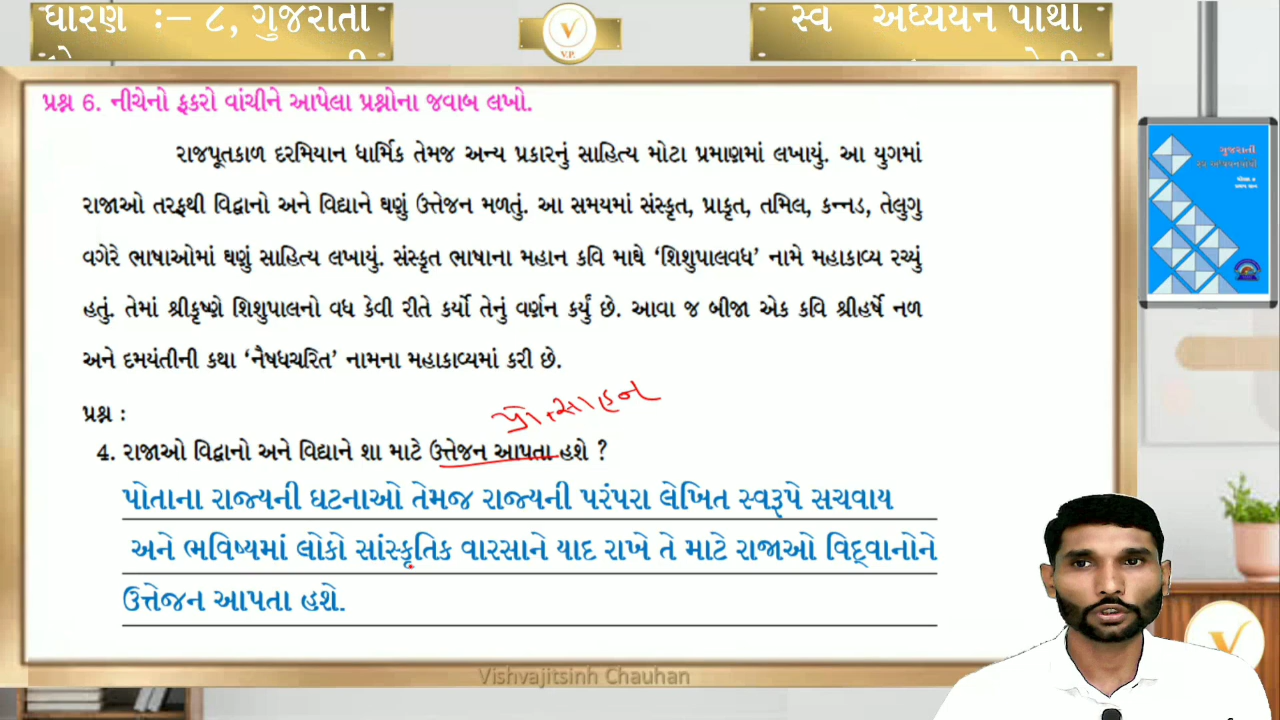 ધોરણ :– ૮, ગુજરાતી
સ્વ અધ્યયન પોથી
V.P.
પ્રશ્ન 6. નીચેનો ફકરો વાંચીને આપેલા પ્રશ્નોના જવાબ લખો.
રાજપૂતકાળ દરમિયાન ધાર્મિક તેમજ અન્ય પ્રકારનું સાહિત્ય મોટા પ્રમાણમાં લખાયું. આ યુગમાં
રાજાઓ તરફથી વિદ્વાનો અને વિદ્યાને ઘણું ઉત્તેજન મળતું. આ સમયમાં સંસ્કૃત, પ્રાકૃત, તમિલ, કન્નડ, તેલુગુ
વગેરે ભાષાઓમાં ઘણું સાહિત્ય લખાયું. સંસ્કૃત ભાષાના મહાન કવિ માઘે ‘શિશુપાલવધ’ નામે મહાકાવ્ય રચ્યું
હતું. તેમાં શ્રીકૃષ્ણે શિશુપાલનો વધ કેવી રીતે કર્યો તેનું વર્ણન કર્યું છે. આવા જ બીજા એક કવિ શ્રીહર્ષે નળ
અને દમયંતીની કથા ‘નૈષધચરિત’ નામના મહાકાવ્યમાં કરી છે.
પ્રોત્સાહન
પ્રશ્ન :
4. રાજાઓ વિદ્વાનો અને વિદ્યાને શા માટે ઉત્તેજન આપતા હશે ?
પોતાના રાજ્યની ઘટનાઓ તેમજ રાજ્યની પરંપરા લેખિત સ્વરૂપે સચવાય
અને ભવિષ્યમાં લોકો સાંસ્કૃતિક વારસાને યાદ રાખે તે માટે રાજાઓ વિદ્‌વાનોને
ઉત્તેજન આપતા હશે.
Vishvajitsinh Chauhan
ગુજરાતી